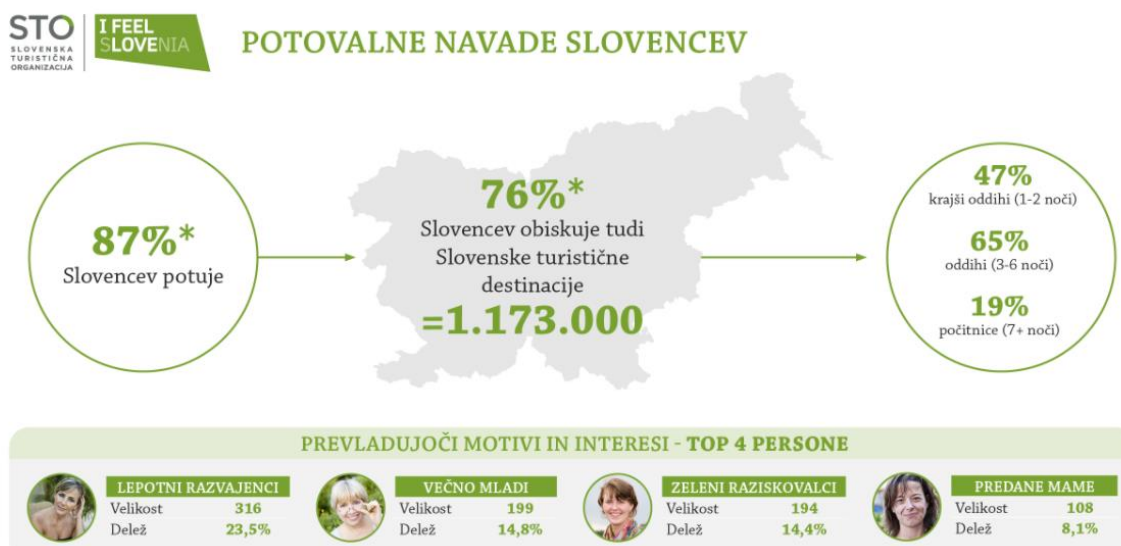 STO
SLOVENSKA
TURISTIČNA
ORGANIZACIJA
I FEEL
SLOVENIA
POTOVALNE NAVADE SLOVENCEV
87%*
Slovencev potuje
76%*
Slovencev obiskuje tudi
Slovenske turistične
destinacije
=1.173.000
47%
krajši oddihi (1-2 noči)
65%
oddihi (3-6 noči)
19%
počitnice (7+ noči)
PREVLADUJOČI MOTIVI IN INTERESI - TOP 4 PERSONE
LEPOTNI RAZVAJENCI
Velikost 316
Delež 23,5%
VEČNO MLADI
Velikost 199
Delež 14,8%
ZELENI RAZISKOVALCI
Velikost 194
Delež 14,4%
PREDANE MAME
Velikost 108
Delež 8,1%